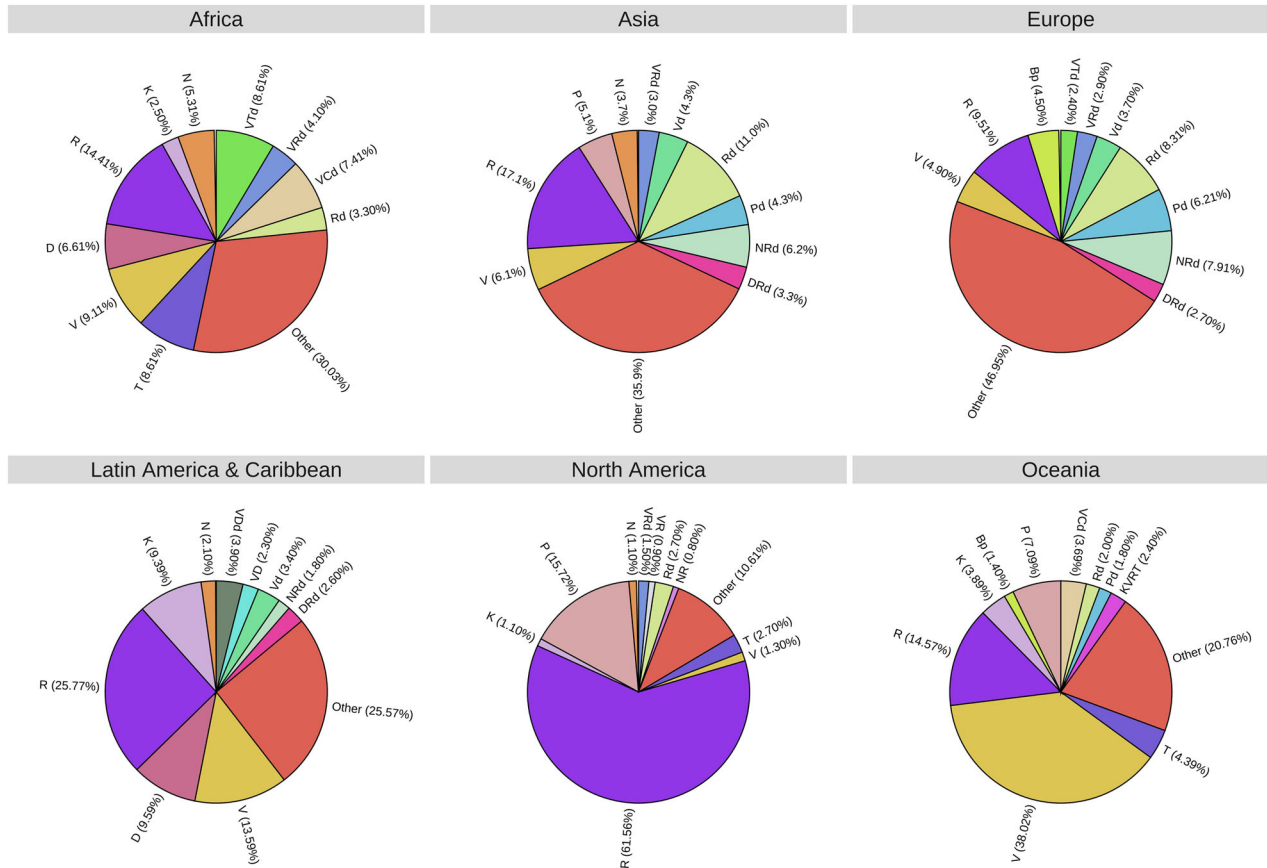 Africa
N (5.31%)
K (2.50%)
R (14.41%)
D (6.61%)
V (9.11%)
T (8.61%)
Other (30.03%)
Rd (3.30%)
VCd (7.41%)
VRd (4.10%)
VTd (8.61%)
Asia
N (3.7%)
P (5.1%)
R (17.1%)
V (6.1%)
Other (35.9%)
DRd (3.3%)
NRd (6.2%)
Pd (4.3%)
Rd (11.0%)
Vd (4.3%)
VRd (3.0%)
Europe
Bp (4.50%)
R (9.51%)
V (4.90%)
Other (46.95%)
DRd (2.70%)
NRd (7.91%)
Pd (6.21%)
Rd (8.31%)
Vd (3.70%)
VRd (2.90%)
VTd (2.40%)
Latin America & Caribbean
N (2.10%)
K (9.39%)
R (25.77%)
D (9.59%)
V (13.59%)
Other (25.57%)
DRd (2.60%)
NRd (1.80%)
Vd (3.40%)
VD (2.30%)
VDd (3.90%)
North America
N (1.10%)
P (15.72%)
K (1.10%)
R (61.56%)
V (1.30%)
T (2.70%)
Other (10.61%)
NR (0.80%)
Rd (2.70%)
VR (0.90%)
VRd (1.50%)
Oceania
P (7.09%)
Bp (1.40%)
K (3.89%)
R (14.57%)
V (38.02%)
T (4.39%)
Other (20.76%)
KVRT (2.40%)
Pd (1.80%)
Rd (2.00%)
VCd (3.69%)